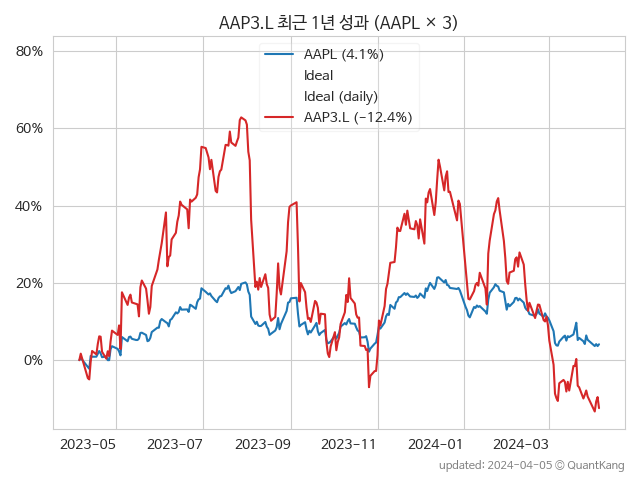 AAP3.L 최근 1년 성과 (AAPL × 3)
AAPL (4.1%)
Ideal
Ideal (daily)
AAP3.L (−12.4%)
80%
60%
40%
20%
0%
2023-05 2023-07 2023-09 2023-11 2024-01 2024-03
updated: 2024-04-05 © QuantKang